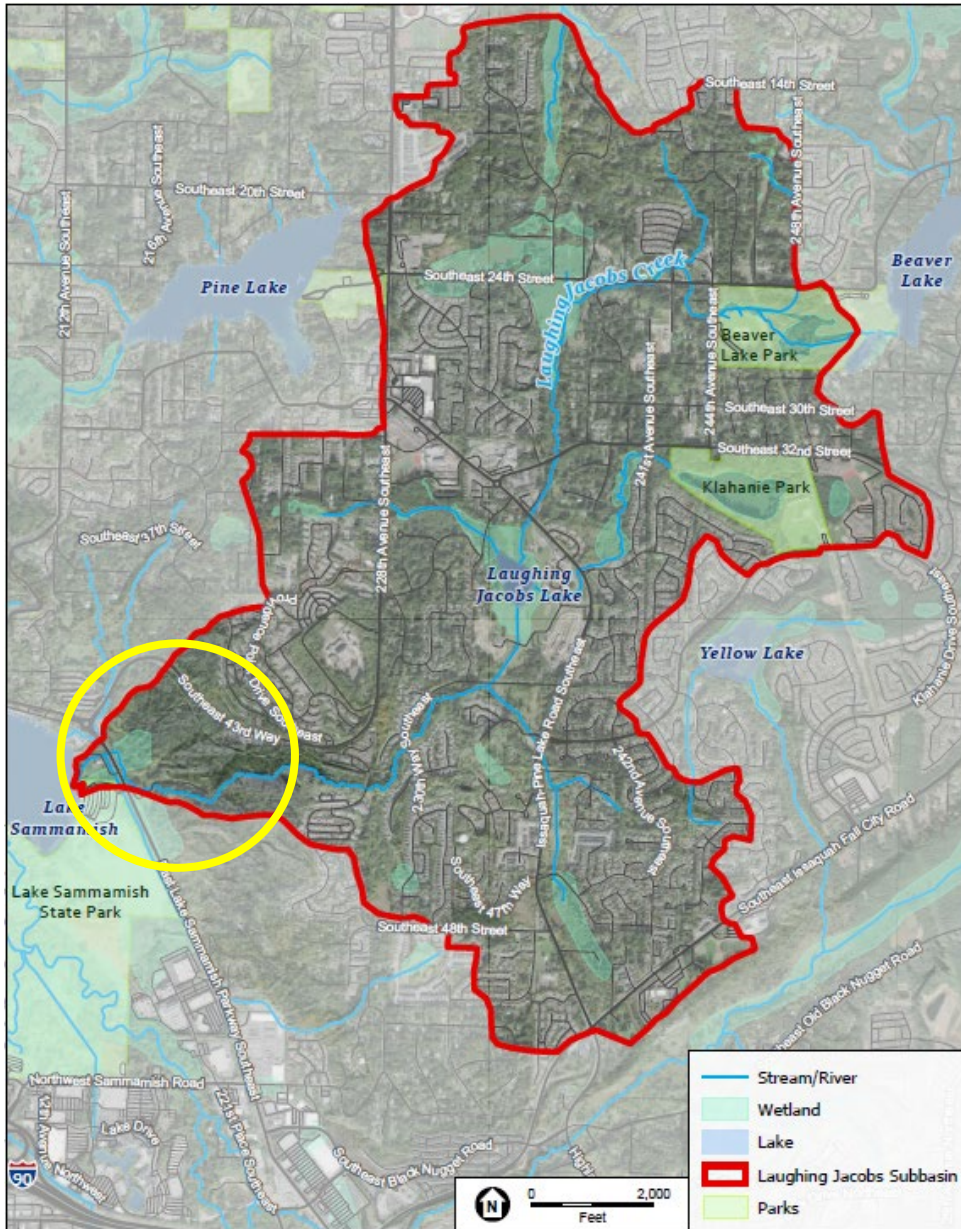 Southeast 14th Street
248th Avenue Southeast
216th Avenue Southeast
Southeast 20th Street
212th Avenue Southeast
Pine Lake
Southeast 24th Street
Laughing Jacobs Creek
Beaver
Lake
244th Avenue Southeast
Beaver
Lake Park
241st Avenue Southeast
Southeast 30th Street
Southeast 32nd Street
Klahanie Park
Southeast 37th Street
228th Avenue Southeast
Laughing
Jacobs Lake
Providence Point Drive Southeast
Southeast 43rd Way
Yellow Lake
Klahanie Drive Southeast
Issaquah Pine Lake Road Southeast
230th Way Southeast
242nd Avenue Southeast
Lake
Sammamish
Lake Sammamish
State Park
East Lake Sammamish Parkway Southeast
Southeast 47th Way
Southeast 48th Street
Southeast Issaquah Fall City Road
Southeast Old Black Nugget Road
Northwest Sammamish Road
12th Avenue Northwest
Lake Drive
221st Place Southeast
Southeast Black Nugget Road
90
N
0 2,000
Feet
Stream/River
Wetland
Lake
Laughing Jacobs Subbasin
Parks